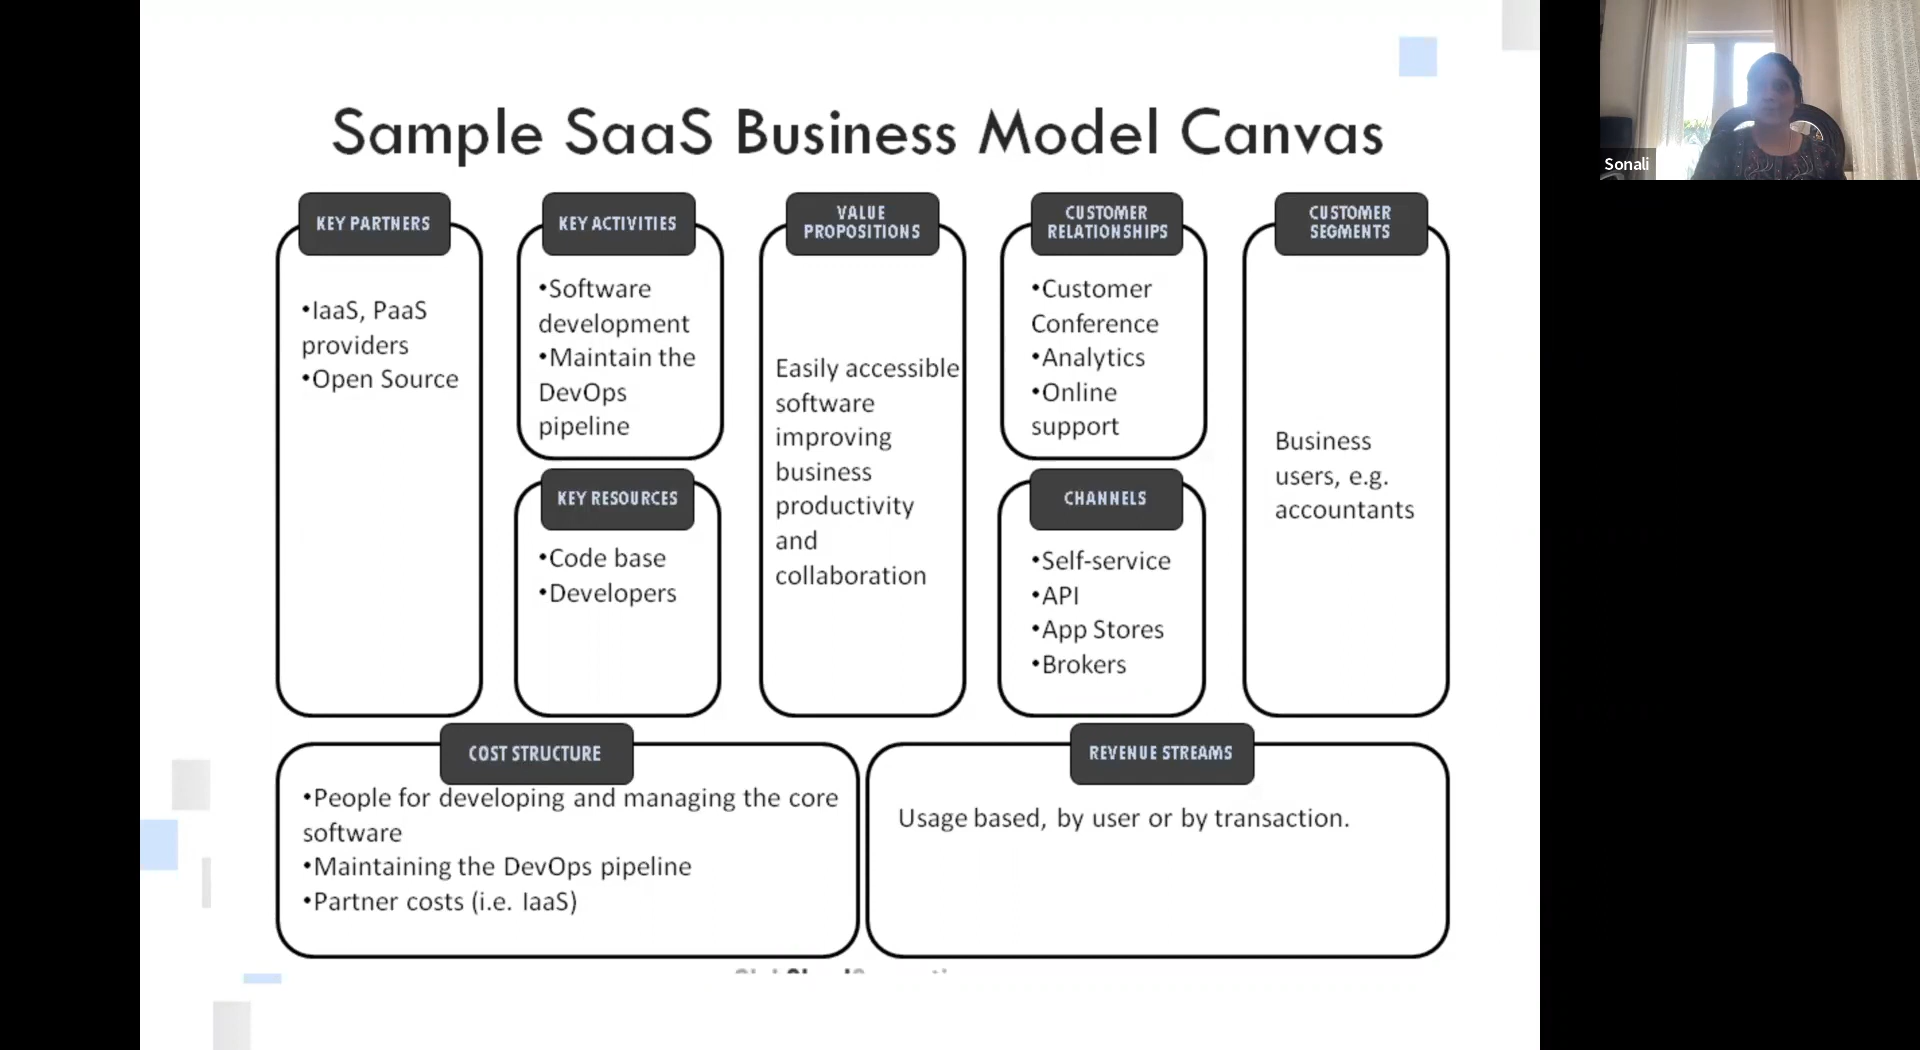 Sample SaaS Business Model Canvas
Sonali
KEY PARTNERS
•IaaS, PaaS
providers
•Open Source
KEY ACTIVITIES
•Software
development
•Maintain the
DevOps
pipeline
KEY RESOURCES
•Code base
•Developers
VALUE
PROPOSITIONS
Easily accessible
software
improving
business
productivity
and
collaboration
CUSTOMER
RELATIONSHIPS
•Customer
Conference
•Analytics
•Online
support
CHANNELS
•Self-service
•API
•App Stores
•Brokers
CUSTOMER
SEGMENTS
Business
users, e.g.
accountants
COST STRUCTURE
•People for developing and managing the core
software
•Maintaining the DevOps pipeline
•Partner costs (i.e. IaaS)
REVENUE STREAMS
Usage based, by user or by transaction.